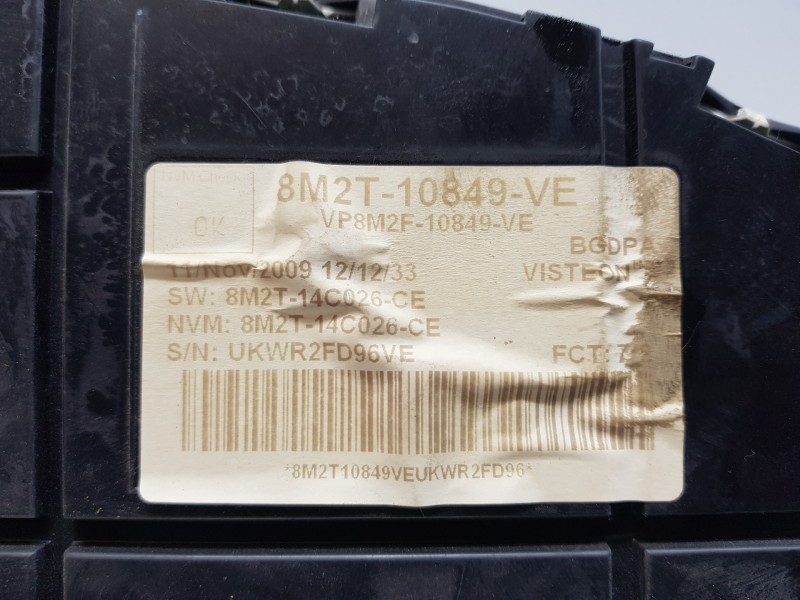 8M2T-10849-VE
VP8M2F-10849-VE
OK
BGDPA
11/Nov/2009 12/12/33 VISTEON
SW: 8M2T-14C026-CE
NVM: 8M2T-14C026-CE
S/N: UKWR2FD96VE FCT:
*8M2T10849VEUKWR2FD96*